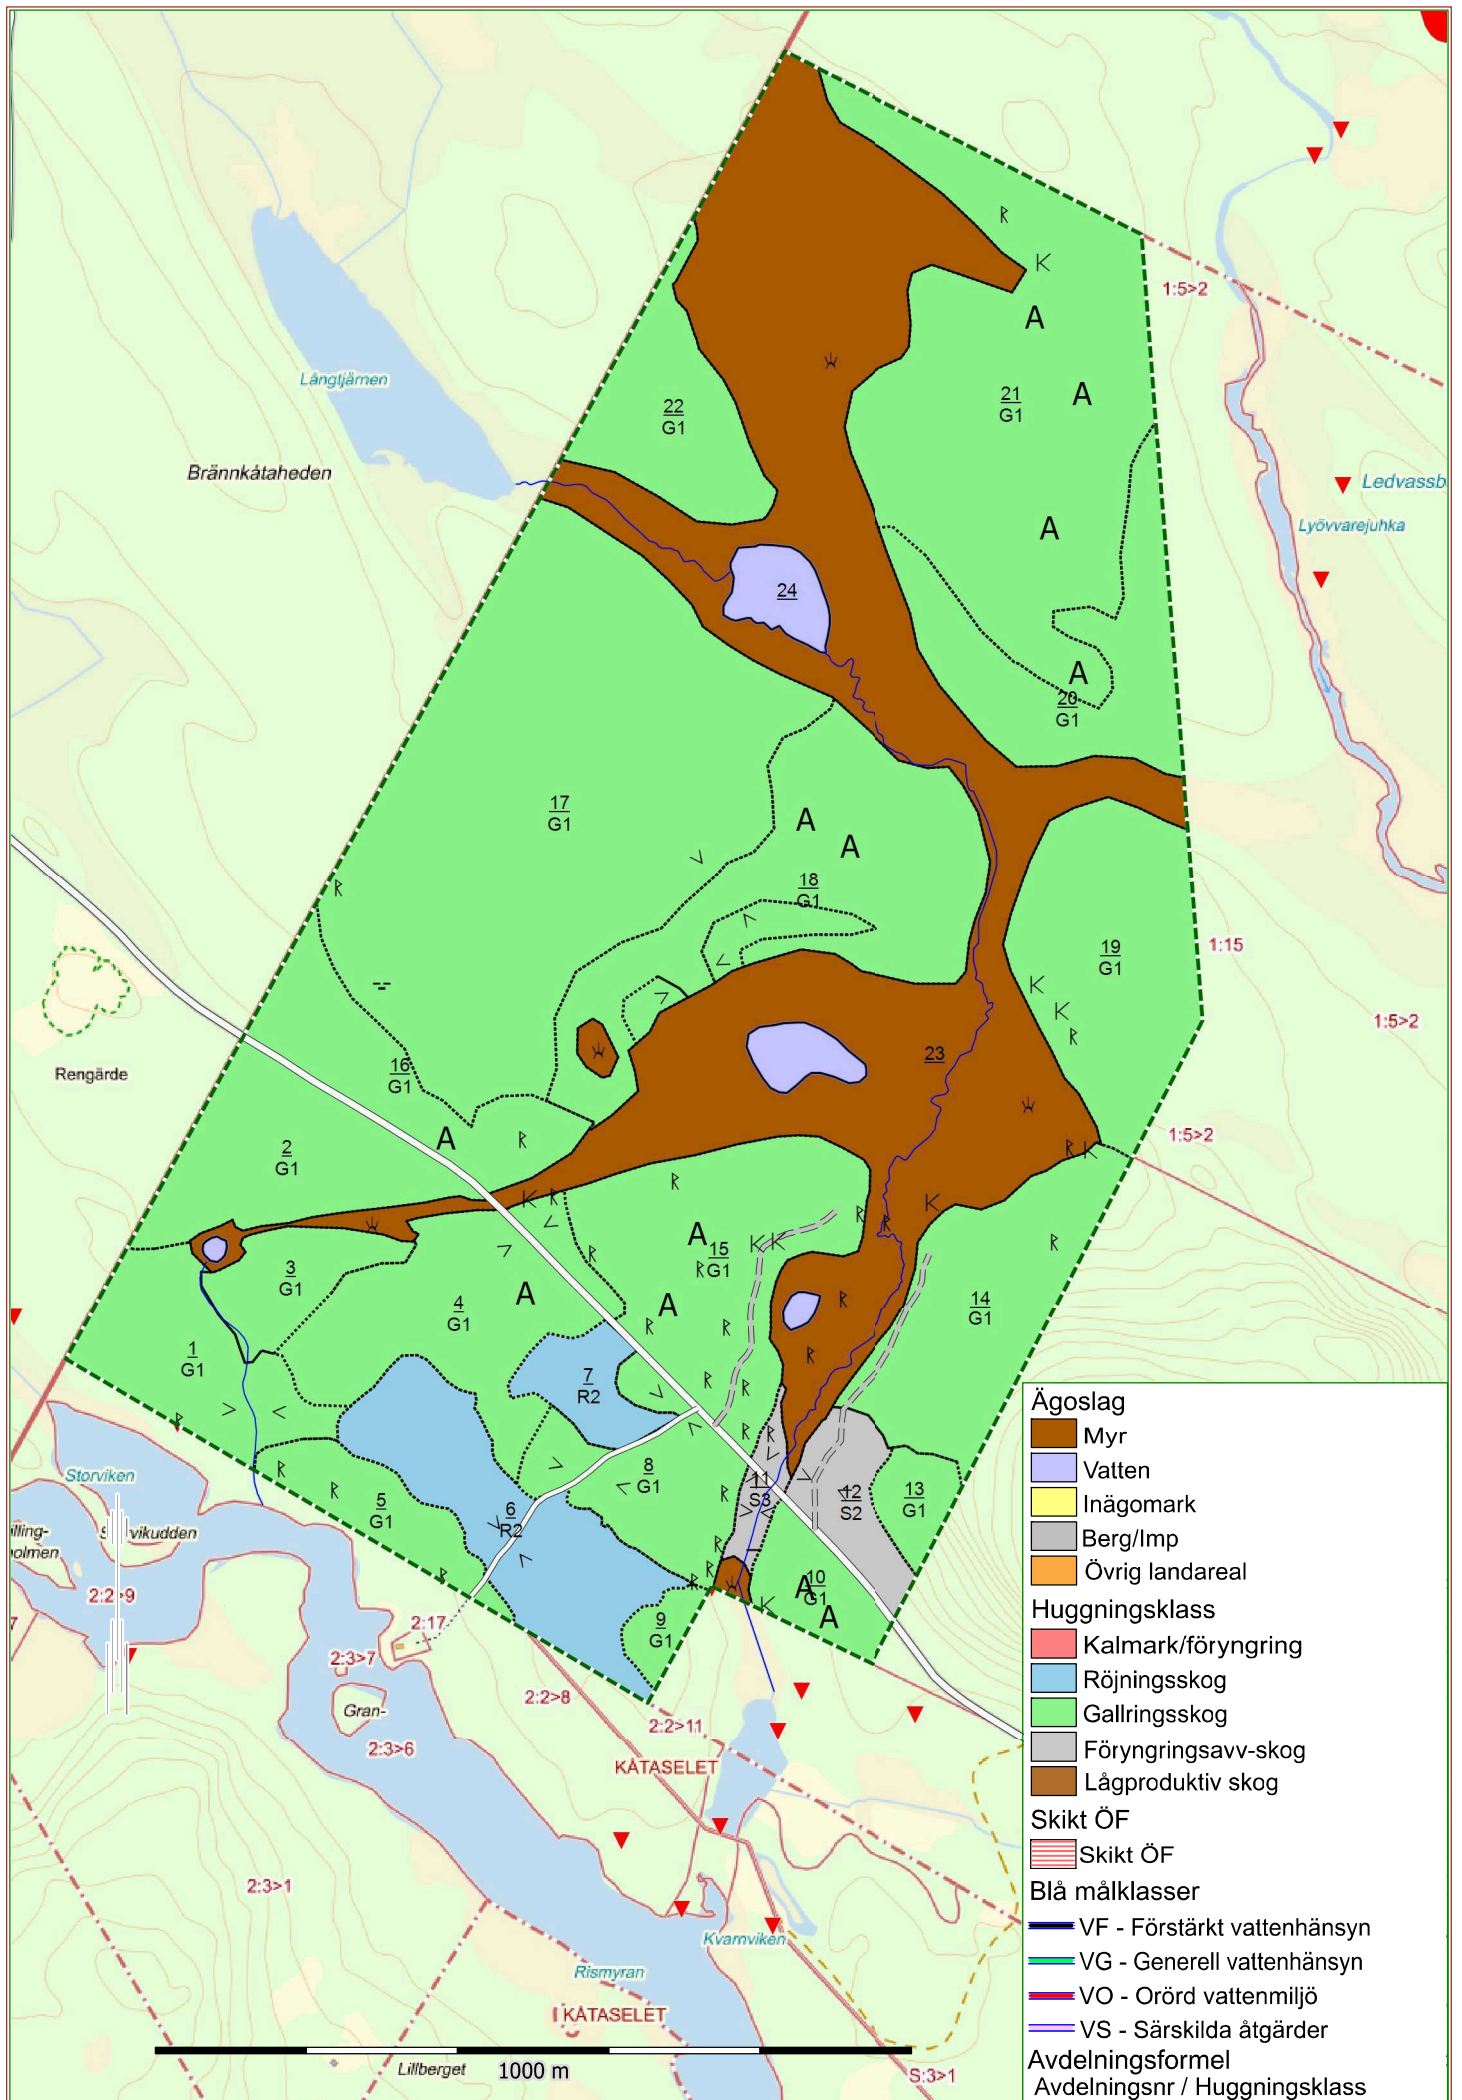 1:5>2
Långtjärnen
22
G1
21
G1
Brännkåtaheden
Ledvassb
Lyövvarejuhka
24
A
A
A
A
20
G1
17
G1
A
A
18
G1
19
G1
1:15
1:5>2
Rengärde
16
G1
23
A
2
G1
1:5>2
3
G1
4
G1
A
A
15
G1
A
14
G1
1
G1
7
R2
Storviken
illing-
olmen
vikudden
5
G1
6
R2
8
G1
11
S3
12
S2
13
G1
2:2>9
2:17
9
G1
10
G1
A
A
2:3>7
Gran-
2:3>6
2:2>8
2:2>11
KÅTASELET
2:3>1
Kvarnviken
Rismyran
KÅTASELET
Lillberget
1000 m
S:3>1
Ägoslag
Myr
Vatten
Inägomark
Berg/Imp
Övrig landareal
Huggningsklass
Kalmark/föryngring
Röjningsskog
Gallringsskog
Föryngringsavv-skog
Lågproduktiv skog
Skikt ÖF
Skikt ÖF
Blå målklasser
VF - Förstärkt vattenhänsyn
VG - Generell vattenhänsyn
VO - Orörd vattenmiljö
VS - Särskilda åtgärder
Avdelningsformel
Avdelningsnr / Huggningsklass